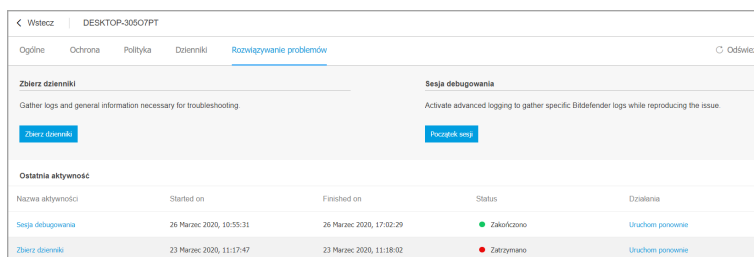 Wstecz DESKTOP-305O7PT
Ogólne Ochrona Polityka Dzienniki Rozwiązywanie problemów Odśwież
Zbierz dzienniki Sesja debugowania
Gather logs and general information necessary for troubleshooting. Activate advanced logging to gather specific Bitdefender logs while reproducing the issue.
Zbierz dzienniki Początek sesji
Ostatnia aktywność
Nazwa aktywności Started on Finished on Status Działania
Sesja debugowania 26 Marzec 2020, 10:55:31 26 Marzec 2020, 17:02:29 Zakończono Uruchom ponownie
Zbierz dzienniki 23 Marzec 2020, 11:17:47 23 Marzec 2020, 11:18:02 Zatrzymano Uruchom ponownie